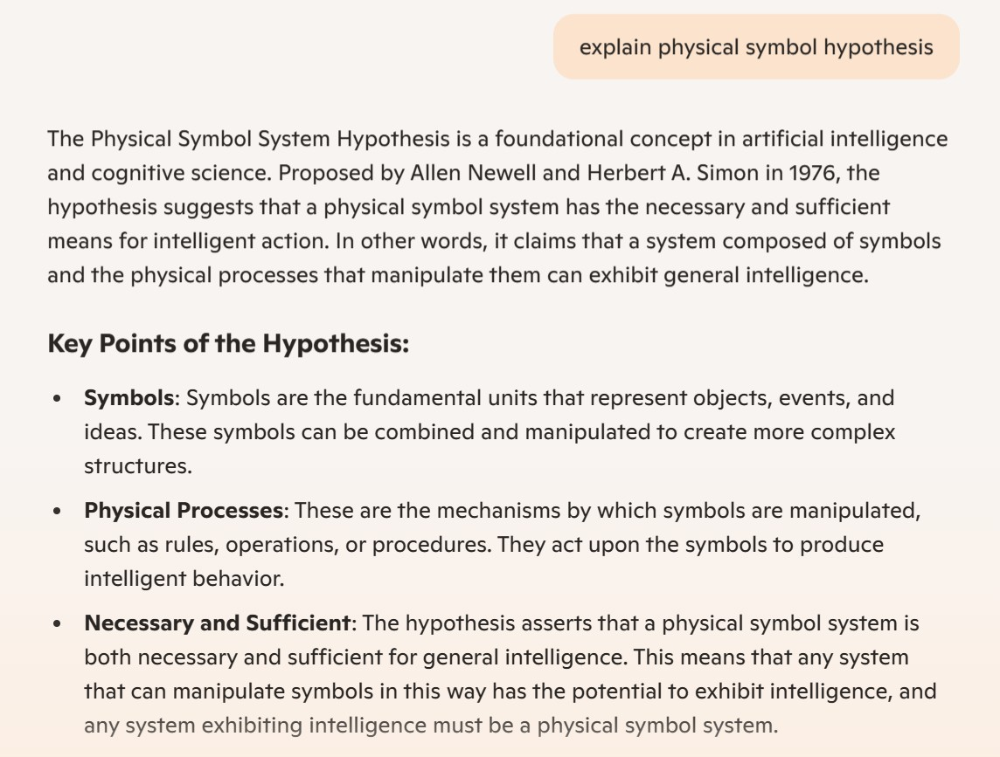 explain physical symbol hypothesis
The Physical Symbol System Hypothesis is a foundational concept in artificial intelligence
and cognitive science. Proposed by Allen Newell and Herbert A. Simon in 1976, the
hypothesis suggests that a physical symbol system has the necessary and sufficient
means for intelligent action. In other words, it claims that a system composed of symbols
and the physical processes that manipulate them can exhibit general intelligence.
Key Points of the Hypothesis:
• Symbols: Symbols are the fundamental units that represent objects, events, and
ideas. These symbols can be combined and manipulated to create more complex
structures.
• Physical Processes: These are the mechanisms by which symbols are manipulated,
such as rules, operations, or procedures. They act upon the symbols to produce
intelligent behavior.
• Necessary and Sufficient: The hypothesis asserts that a physical symbol system is
both necessary and sufficient for general intelligence. This means that any system
that can manipulate symbols in this way has the potential to exhibit intelligence, and
any system exhibiting intelligence must be a physical symbol system.